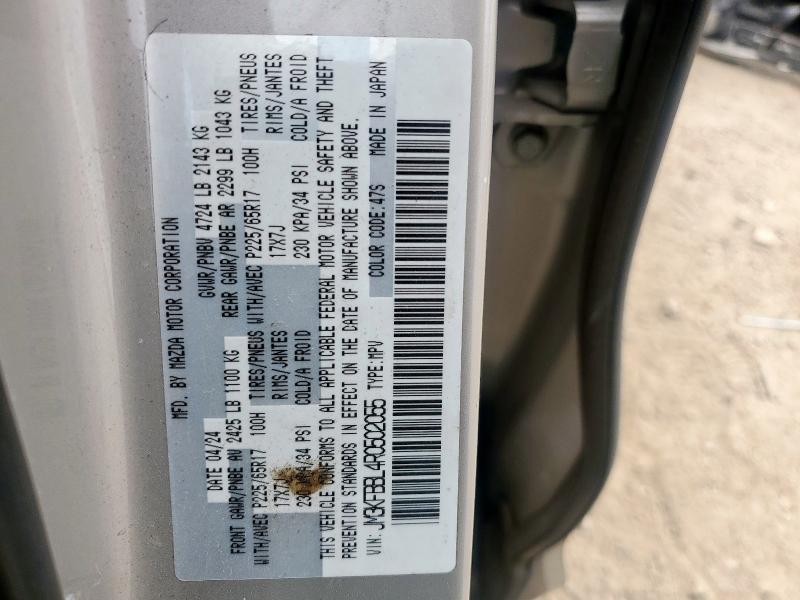 MFD. BY MAZDA MOTOR CORPORATION
DATE 04/24 GVWR/PNBV 4724 LB 2143 KG
FRONT GAWR/PNBE AV 2425 LB 1100 KG REAR GAWR/PNBE AR 2299 LB 1043 KG
WITH/AVEC P225/65R17 100H TIRES/PNEUS WITH/AVEC P225/65R17 100H TIRES/PNEUS
17X7J RIMS/JANTES 17X7J RIMS/JANTES
230 KPA/34 PSI COLD/A FROID 230 KPA/34 PSI COLD/A FROID
THIS VEHICLE CONFORMS TO ALL APPLICABLE FEDERAL MOTOR VEHICLE SAFETY AND THEFT
PREVENTION STANDARDS IN EFFECT ON THE DATE OF MANUFACTURE SHOWN ABOVE.
VIN: JM3KFBBL4R0502055 TYPE:MPV COLOR CODE:47S MADE IN JAPAN